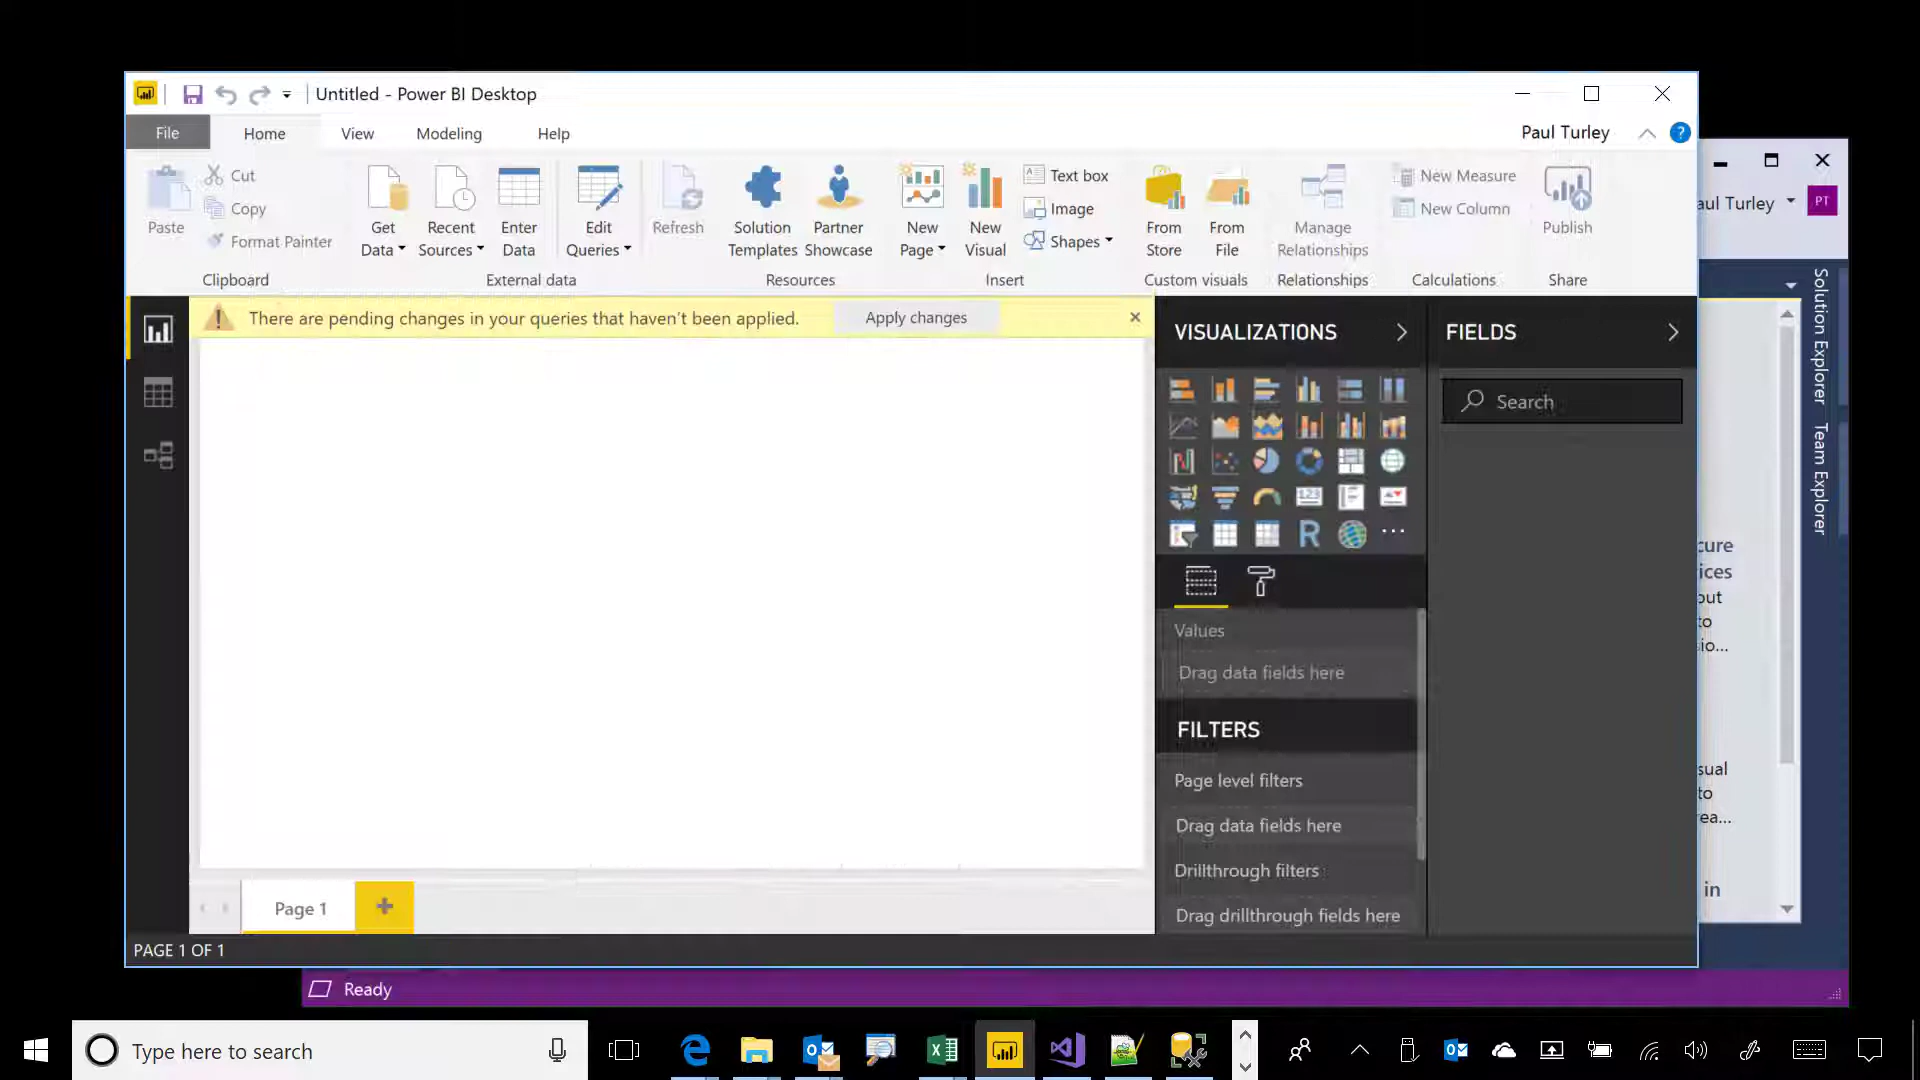 Untitled - Power BI Desktop
File
Home
View
Modeling
Help
Paul Turley
?
Paste
Cut
Copy
Format Painter
Clipboard
Get Data
Recent Sources
Enter Data
External data
Edit Queries
Refresh
Solution Templates
Partner Showcase
Resources
New Page
New Visual
Text box
Image
Shapes
Insert
From Store
From File
Custom visuals
Manage Relationships
Relationships
New Measure
New Column
Calculations
Publish
Share
There are pending changes in your queries that haven't been applied.
Apply changes
VISUALIZATIONS
FIELDS
Search
123
R
Values
Drag data fields here
FILTERS
Page level filters
Drag data fields here
Drillthrough filters
Drag drillthrough fields here
Page 1
PAGE 1 OF 1
aul Turley
PT
Solution Explorer
Team Explorer
cure
ices
out
to
io...
sual
to
rea...
in
Ready
Type here to search